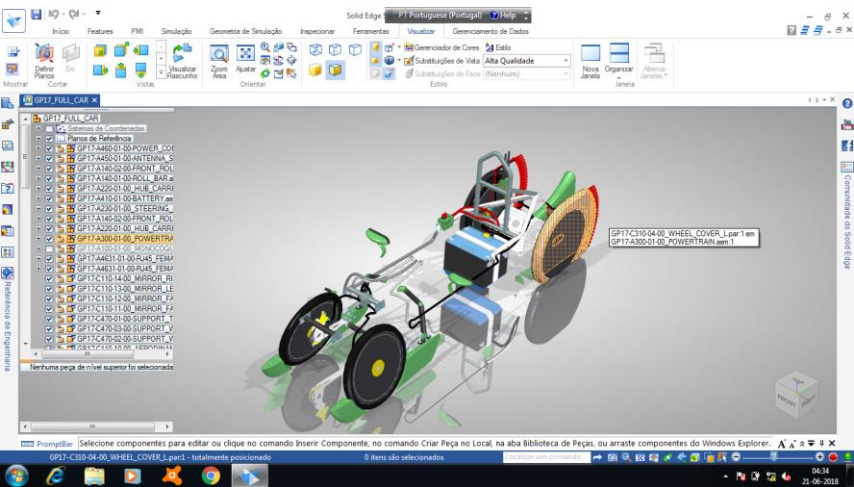 Solid Edge
PT Portuguese (Portugal) Help
Início Features PMI Simulação Geometria de Simulação Inspecionar Ferramentas Visualizar Gerenciamento de Dados
Gerenciador de Cores Estilo
Definir Planos
Visualizar Rascunho
Zoom Área
Ajustar
Substituições de Vista Alta Qualidade
Substituições de Face (Nenhum)
Nova Janela
Organizar
Alternar Janelas
Mostrar Cortar Vistas Orientar Estilo Janela
GP17_FULL_CAR
GP17_FULL_CAR
Sistemas de Coordenadas
Planos de Referência
GP17-A460-01-00-POWER_CO
GP17-A450-01-00-ANTENNA_S
GP17-A140-02-00-FRONT_ROL
GP17-A140-01-00-ROLL_BAR.a
GP17-A220-01-00_HUB_CARRI
GP17-A410-01-00-BATTERY.as
GP17-A230-01-00_STEERING_
GP17-A140-02-00-FRONT_ROL
GP17-A220-01-00_HUB_CARRI
GP17-A300-01-00_POWERTRA
GP17-A100-01-00_MONOCOQU
GP17-A4631-01-00-RJ45_FEMA
GP17-A4631-01-00-RJ45_FEMA
GP17-C110-14-00_MIRROR_RI
GP17-C110-13-00_MIRROR_LE
GP17-C110-12-00_MIRROR_FA
GP17-C110-11-00_MIRROR_FA
GP17-C470-01-00-SUPPORT_T
GP17-C470-03-00-SUPPORT_V
GP17-C470-02-00-SUPPORT_V
Nenhuma peça de nível superior foi selecionada
GP17-C310-04-00_WHEEL_COVER_L.par:1 em
GP17-A300-01-00_POWERTRAIN.asm:1
Referência de Engenharia
Comunidade do Solid Edge
FRONT
RIGHT
PromptBar Selecione componentes para editar ou clique no comando Inserir Componente, no comando Criar Peça no Local, na aba Biblioteca de Peças, ou arraste componentes do Windows Explorer.
GP17-C310-04-00_WHEEL_COVER_L.par:1 - totalmente posicionado 0 itens são selecionados Localizar um comando
04:34
21-06-2018